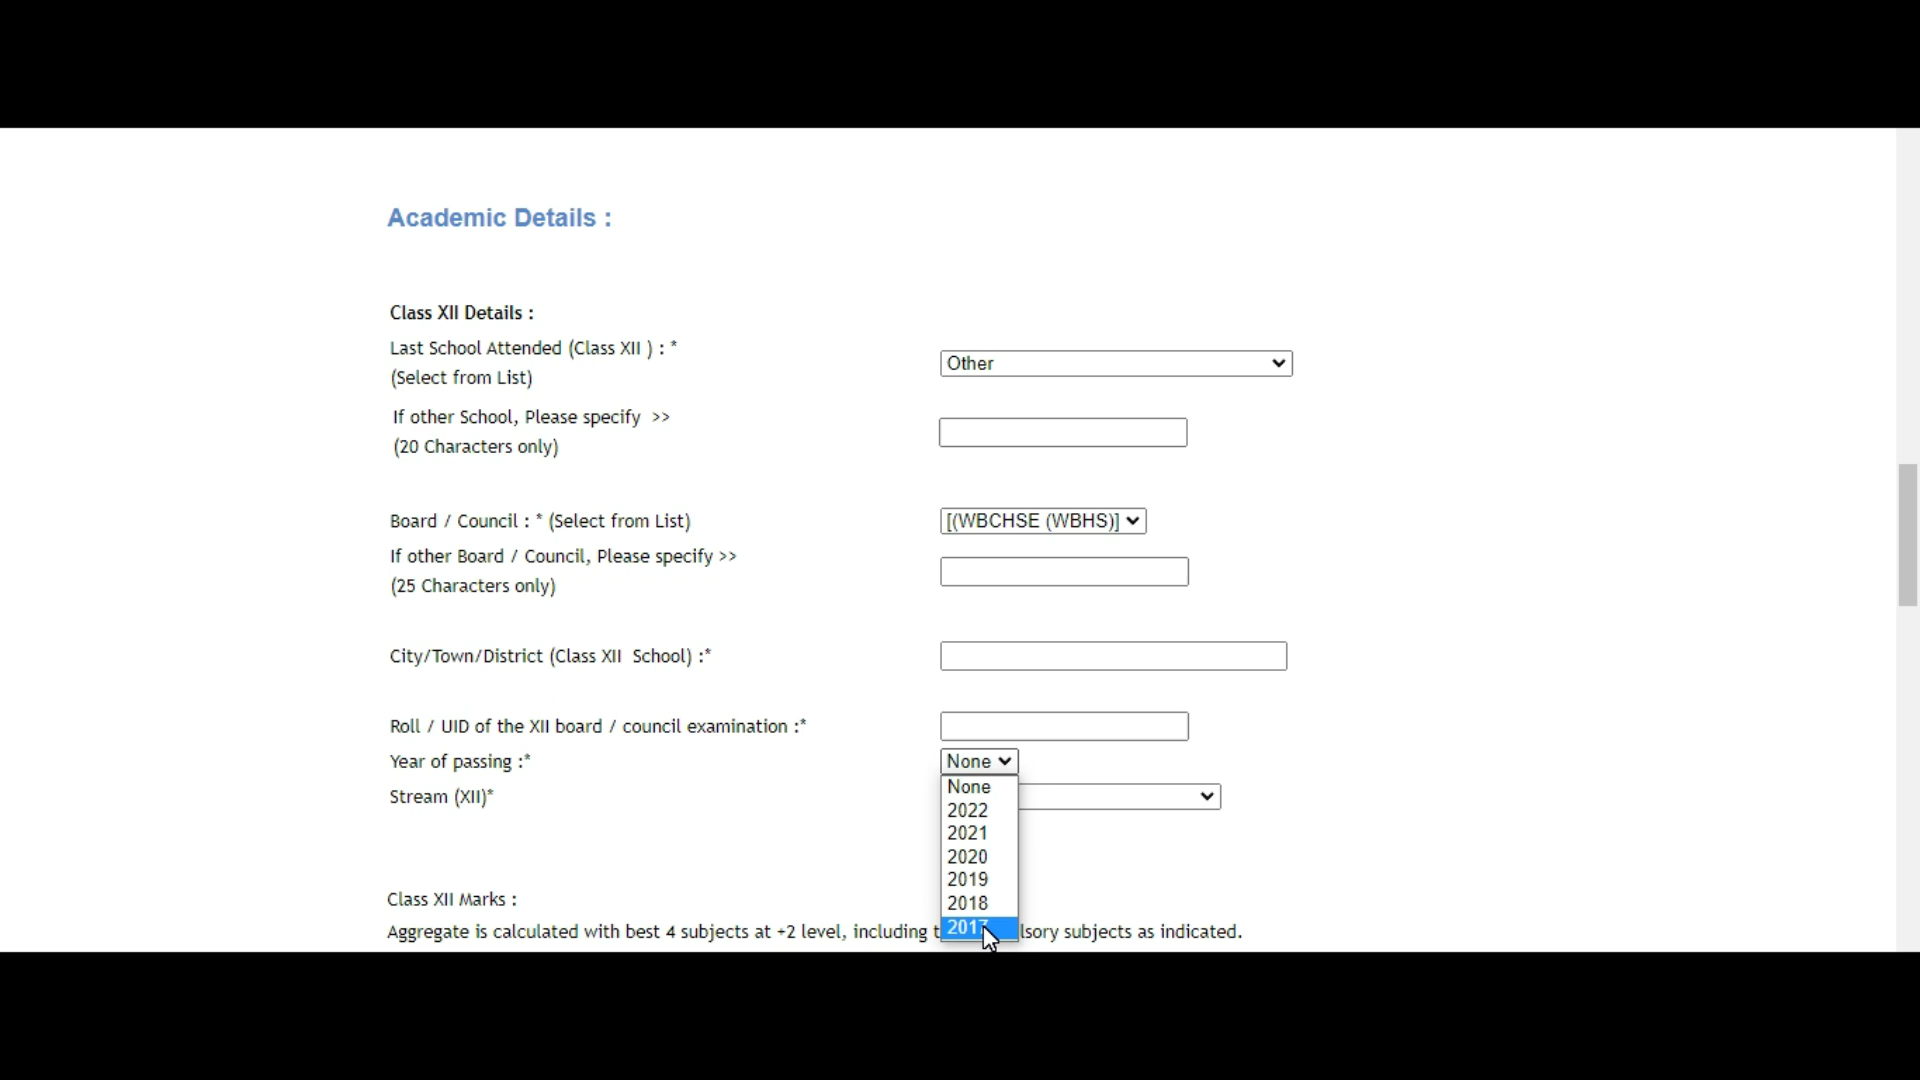 Academic Details :
Class XII Details :
Last School Attended (Class XII ) : *
(Select from List)
Other
If other School, Please specify >>
(20 Characters only)
Board / Council : * (Select from List)
[(WBCHSE (WBHS)]
If other Board / Council, Please specify >>
(25 Characters only)
City/Town/District (Class XII School) :*
Roll / UID of the XII board / council examination :*
Year of passing :*
None
Stream (XII)*
None
2022
2021
2020
2019
2018
2017
Class XII Marks :
Aggregate is calculated with best 4 subjects at +2 level, including subjects as indicated.